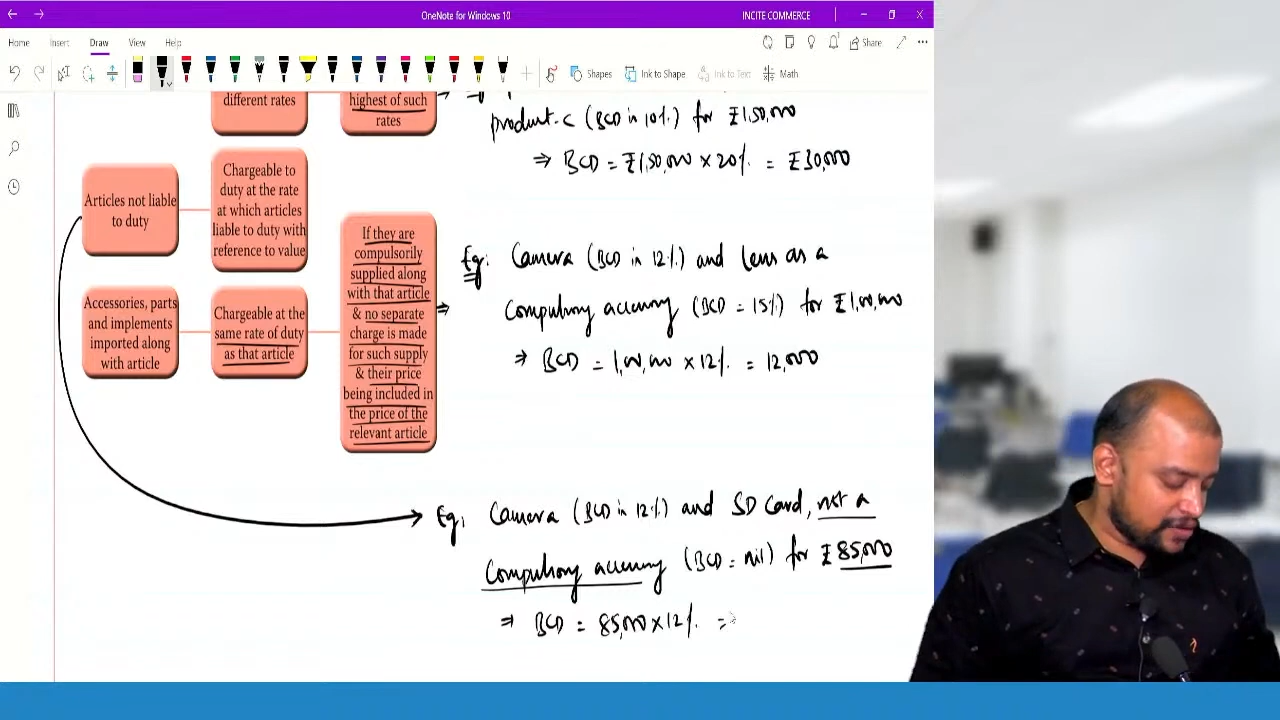 OneNote for Windows 10
INCITE COMMERCE
Home Insert Draw View Help
Share
Shapes Ink to Shape Ink to Text Math
different rates
highest of such
rates
product-C (BCD is 10%) for ₹1,50,000
⇒ BCD = ₹1,50,000 × 20% = ₹30,000
Articles not liable
to duty
Chargeable to
duty at the rate
at which articles
liable to duty with
reference to value
Accessories, parts
and implements
imported along
with article
Chargeable at the
same rate of duty
as that article
If they are
compulsorily
supplied along
with that article
& no separate
charge is made
for such supply
& their price
being included in
the price of the
relevant article
⇒ Eg: Camera (BCD is 12%) and Lens as a
Compulsory accessory (BCD = 15%) for ₹1,00,000
⇒ BCD = 1,00,000 × 12% = 12,000
Eg, Camera (BCD is 12%) and SD Card, not a
Compulsory accessory (BCD = nil) for ₹85,000
⇒ BCD = 85,000 × 12% =